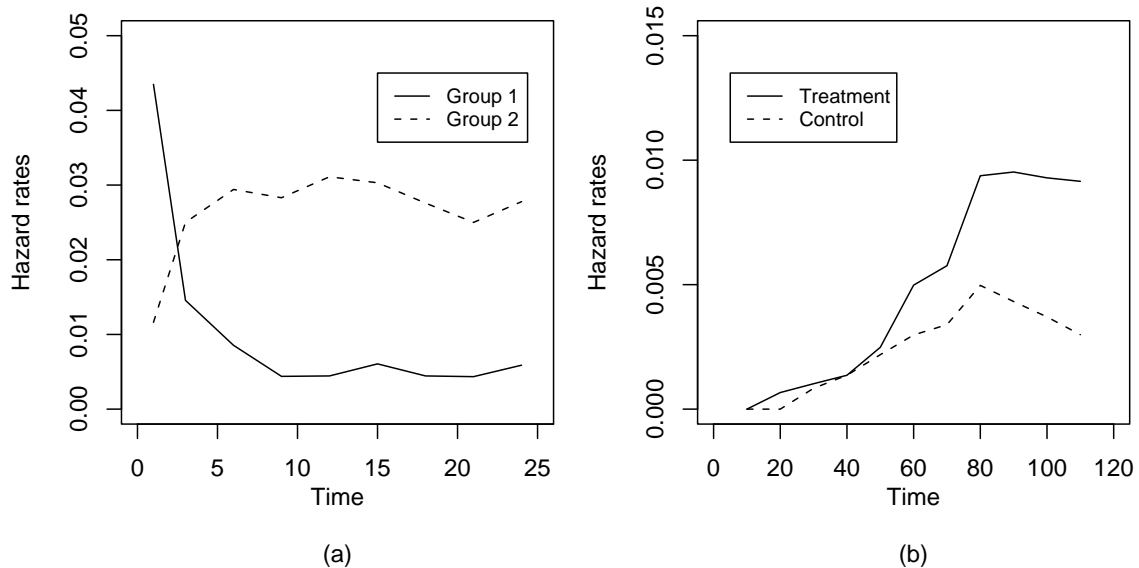 0.00 0.01 0.02 0.03 0.04 0.05
Hazard rates
Group 1
Group 2
0 5 10 15 20 25
Time
(a)
0.000 0.005 0.010 0.015
Hazard rates
Treatment
Control
0 20 40 60 80 100 120
Time
(b)